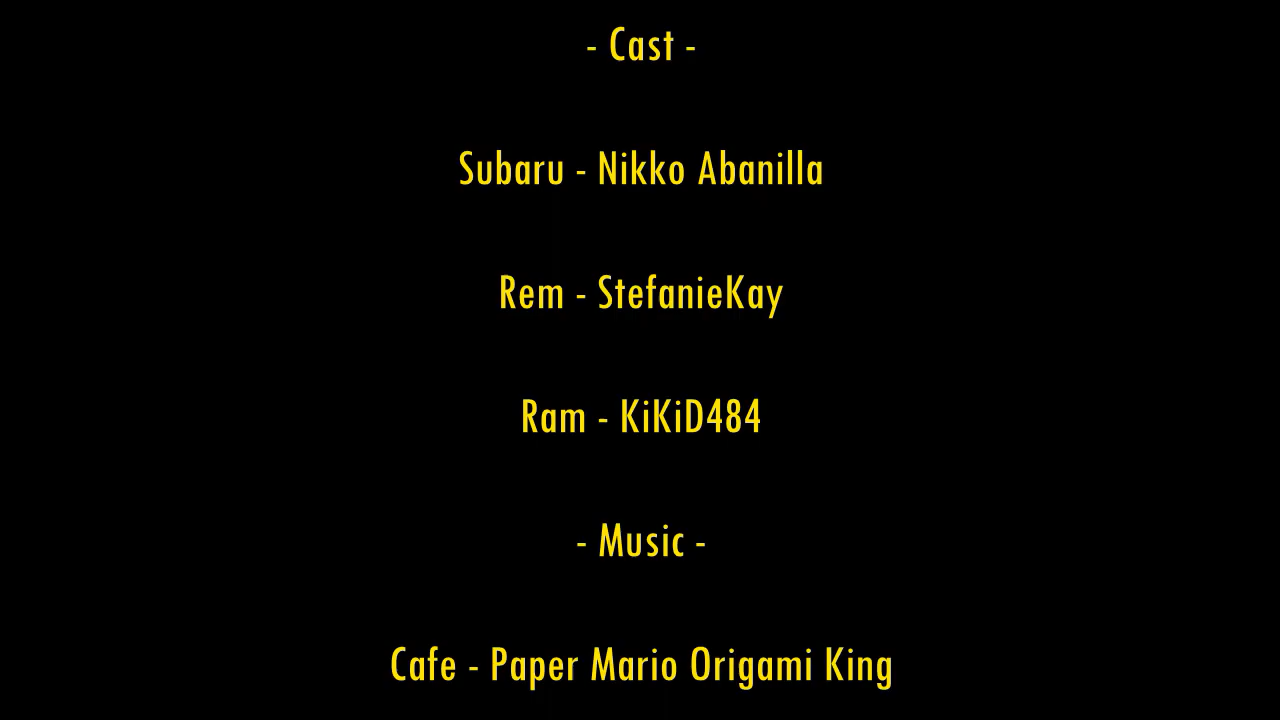 - Cast -
Subaru - Nikko Abanilla
Rem - StefanieKay
Ram - KiKiD484
- Music -
Cafe - Paper Mario Origami King